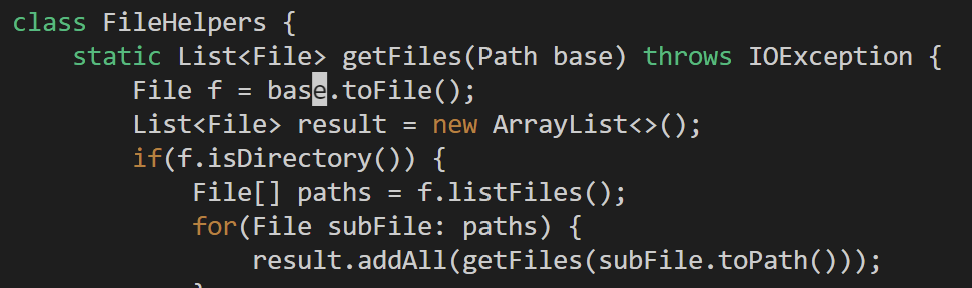 class FileHelpers {
    static List<File> getFiles(Path base) throws IOException {
        File f = base.toFile();
        List<File> result = new ArrayList<>();
        if(f.isDirectory()) {
            File[] paths = f.listFiles();
            for(File subFile: paths) {
                result.addAll(getFiles(subFile.toPath()));
            }